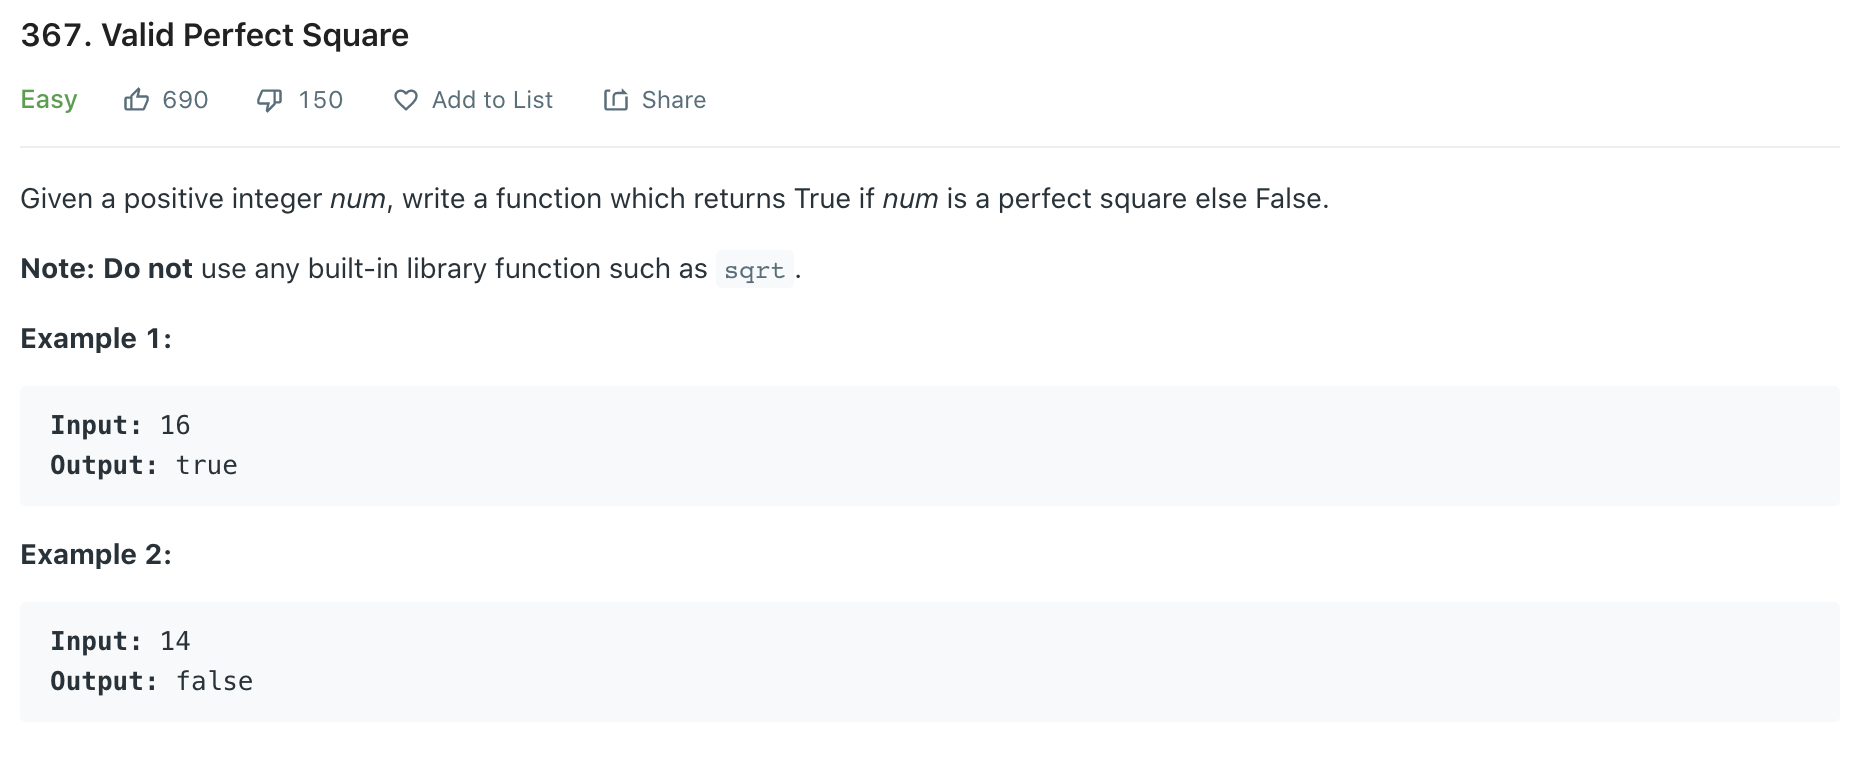 367. Valid Perfect Square
Easy 690 150 Add to List Share
Given a positive integer num, write a function which returns True if num is a perfect square else False.
Note: Do not use any built-in library function such as sqrt.
Example 1:
Input: 16
Output: true
Example 2:
Input: 14
Output: false